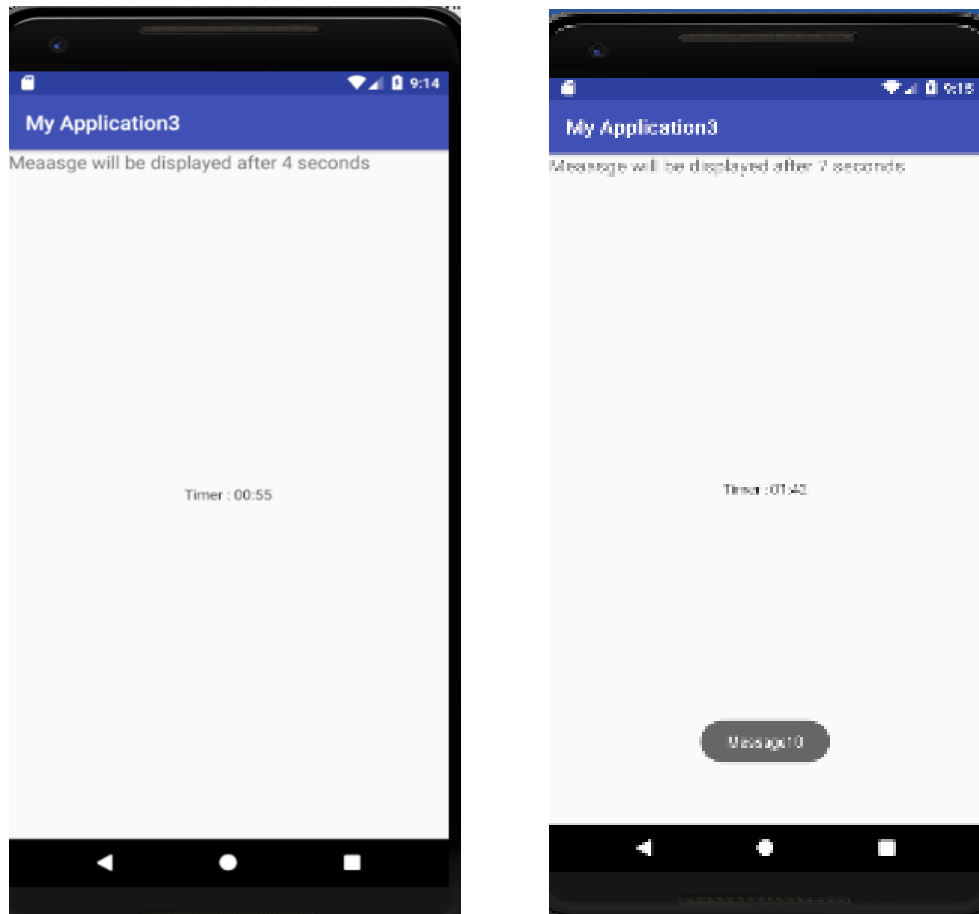 9:14
My Application3
Meaasge will be displayed after 4 seconds
Timer : 00:55
9:15
My Application3
Meaasge will be displayed after 7 seconds
Timer : 01:42
Message10